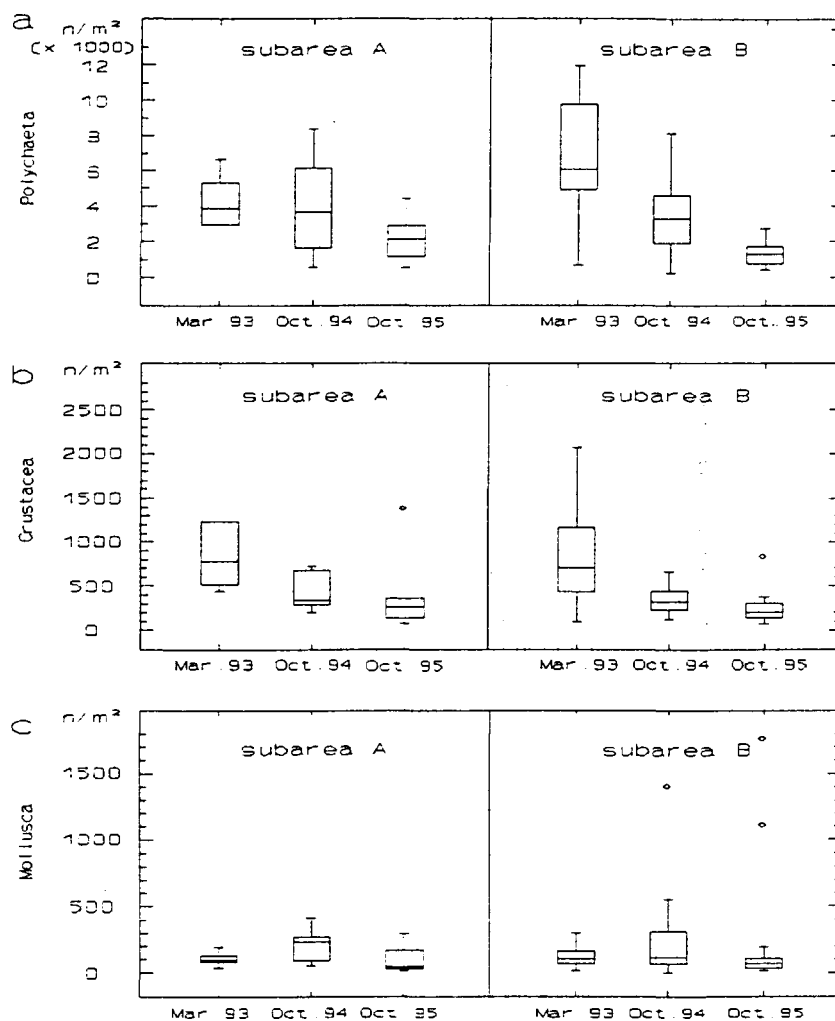 a
n/m²
(x 1000)
subarea A
subarea B
12
10
8
6
4
2
0
Polychaeta
Mar.93 Oct.94 Oct 95
Mar 93 Oct.94 Oct.95
b
n/m²
subarea A
subarea B
2500
2000
1500
1000
500
0
Crustacea
Mar.93 Oct.94 Oct 95
Mar.93 Oct.94 Oct.95
c
n/m²
subarea A
subarea B
1500
1000
500
0
Mollusca
Mar.93 Oct.94 Oct.95
Mar.93 Oct.94 Oct.95